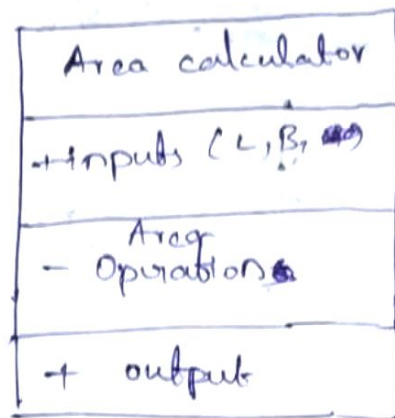 Area calculator
+inputs (L, B,
Area
- Operation
+ output